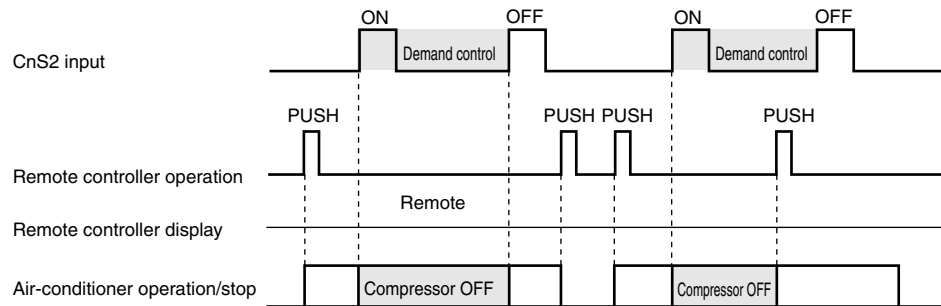 ON OFF ON OFF
CnS2 input Demand control Demand control
PUSH PUSH PUSH PUSH
Remote controller operation
Remote
Remote controller display
Air-conditioner operation/stop Compressor OFF Compressor OFF